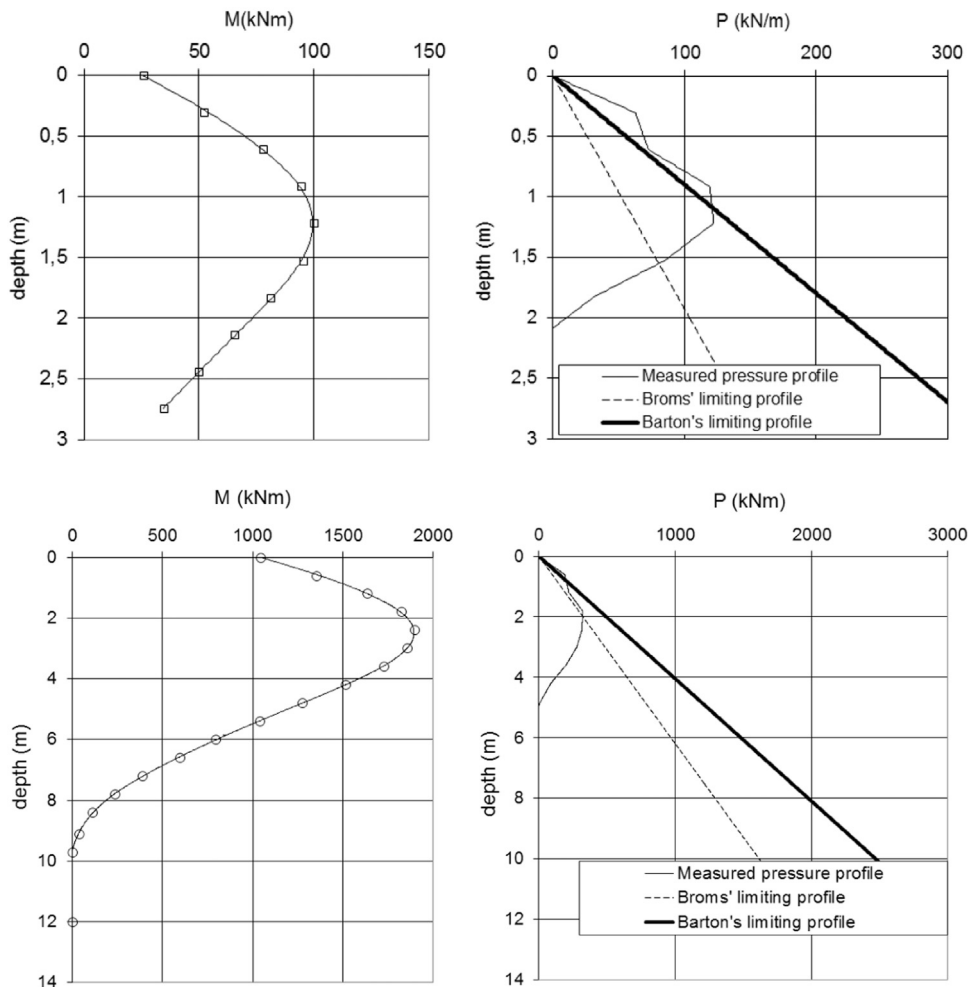 M(kNm)
0 50 100 150
0
0,5
1
1,5
2
2,5
3
depth (m)
P (kN/m)
0 100 200 300
0
0,5
1
1,5
2
2,5
3
depth (m)
Measured pressure profile
Broms' limiting profile
Barton's limiting profile
M (kNm)
0 500 1000 1500 2000
0
2
4
6
8
10
12
14
depth (m)
P (kNm)
0 1000 2000 3000
0
2
4
6
8
10
12
14
depth (m)
Measured pressure profile
Broms' limiting profile
Barton's limiting profile